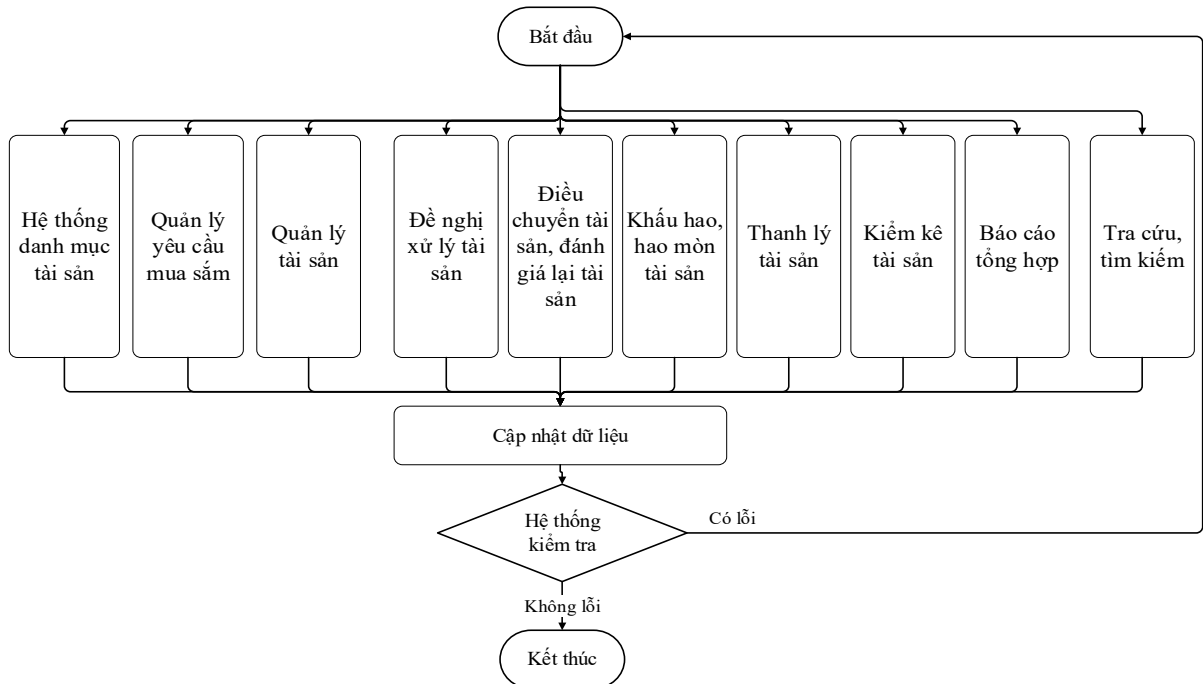 Bắt đầu
Hệ thống
danh mục
tài sản
Quản lý
yêu cầu
mua sắm
Quản lý
tài sản
Đề nghị
xử lý tài
sản
Điều
chuyển tài
sản, đánh
giá lại tài
sản
Khấu hao,
hao mòn
tài sản
Thanh lý
tài sản
Kiểm kê
tài sản
Báo cáo
tổng hợp
Tra cứu,
tìm kiếm
Cập nhật dữ liệu
Hệ thống
kiểm tra
Có lỗi
Không lỗi
Kết thúc